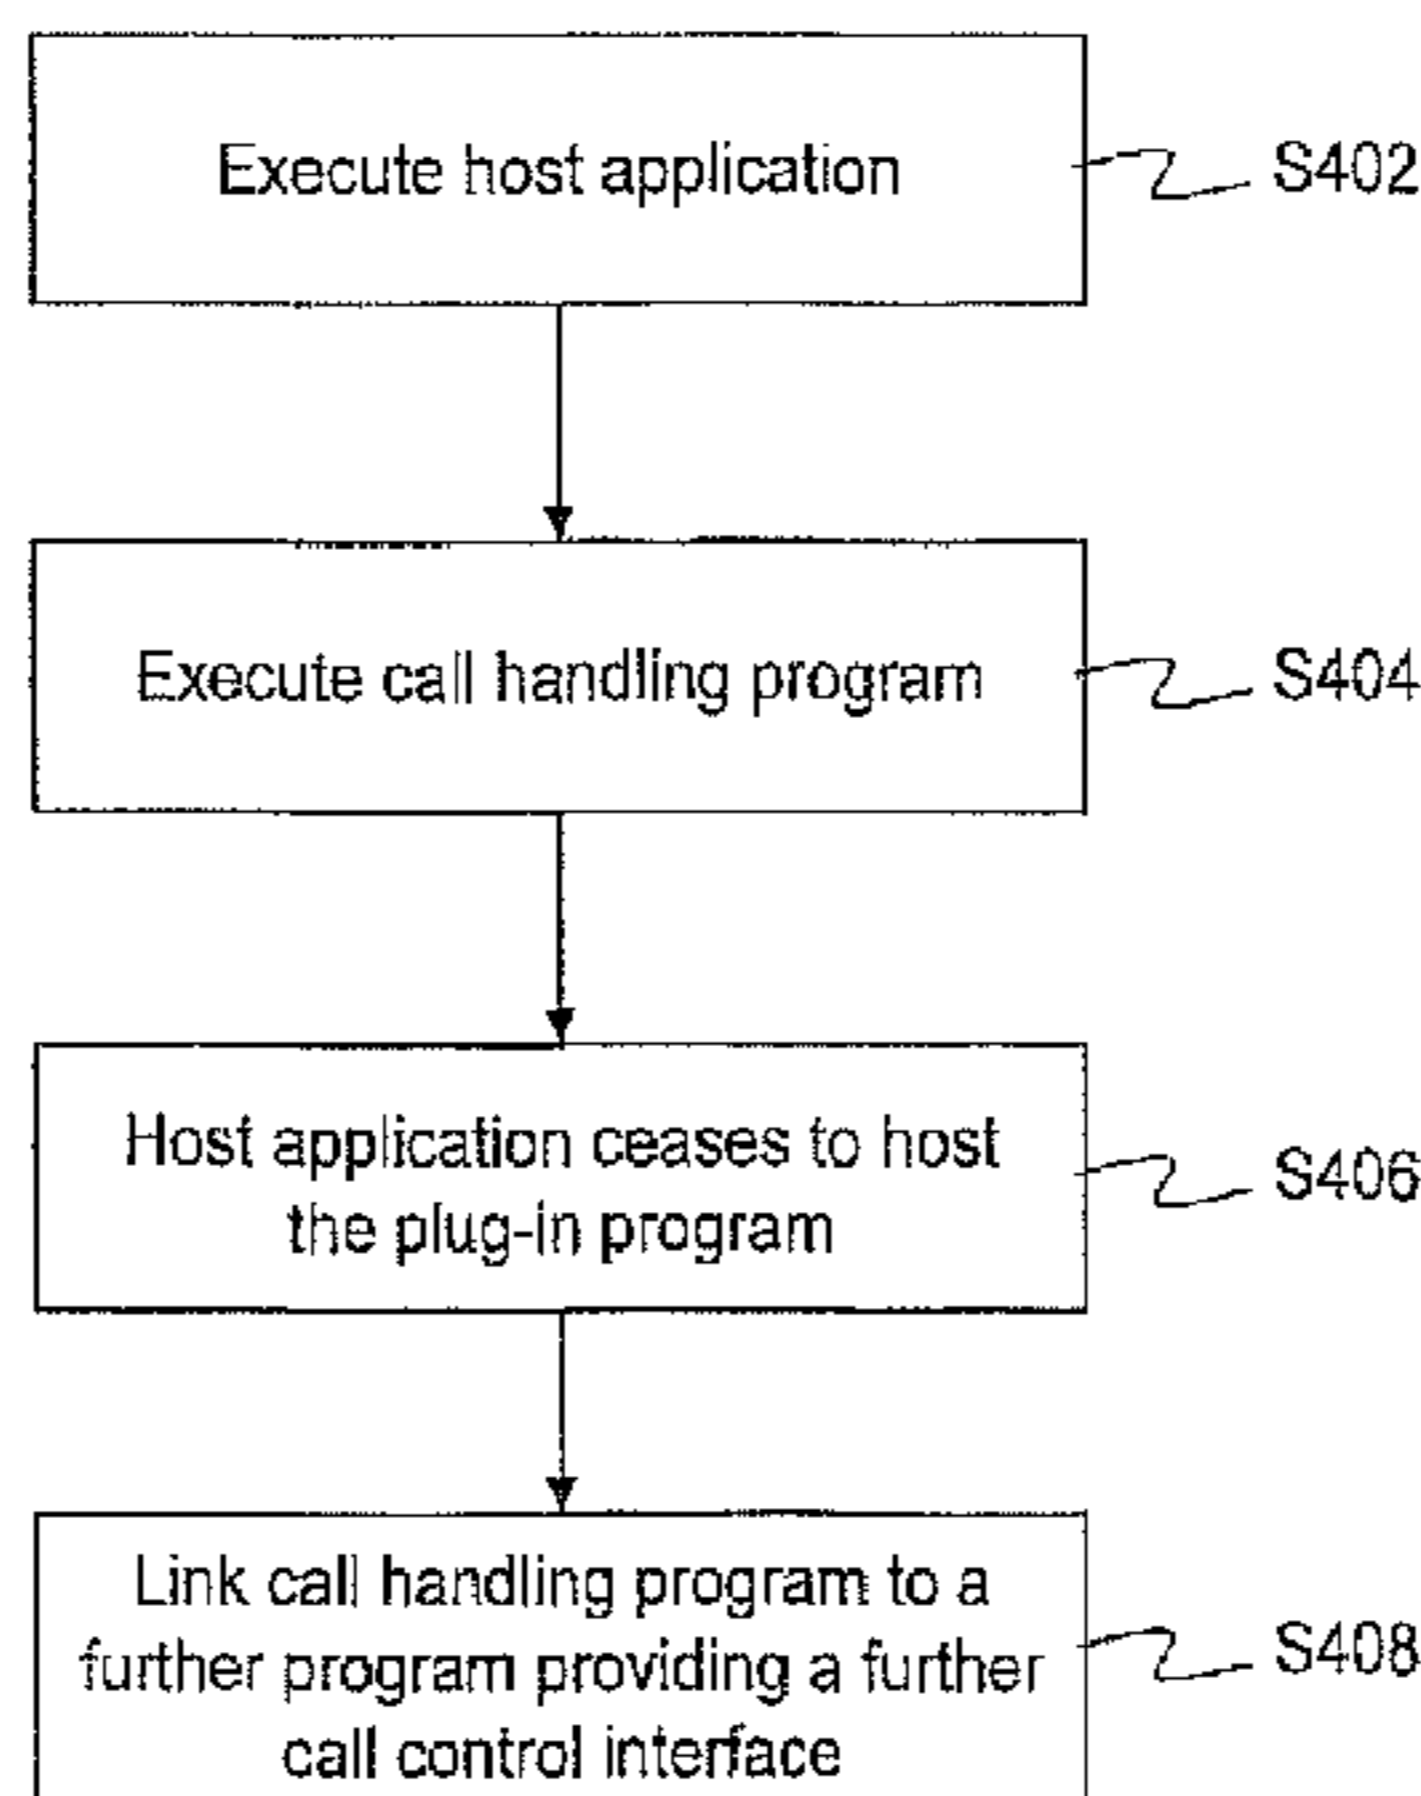 Execute host application
S402
Execute call handling program
S404
Host application ceases to host
the plug-in program
S406
Link call handling program to a
further program providing a further
call control interface
S408